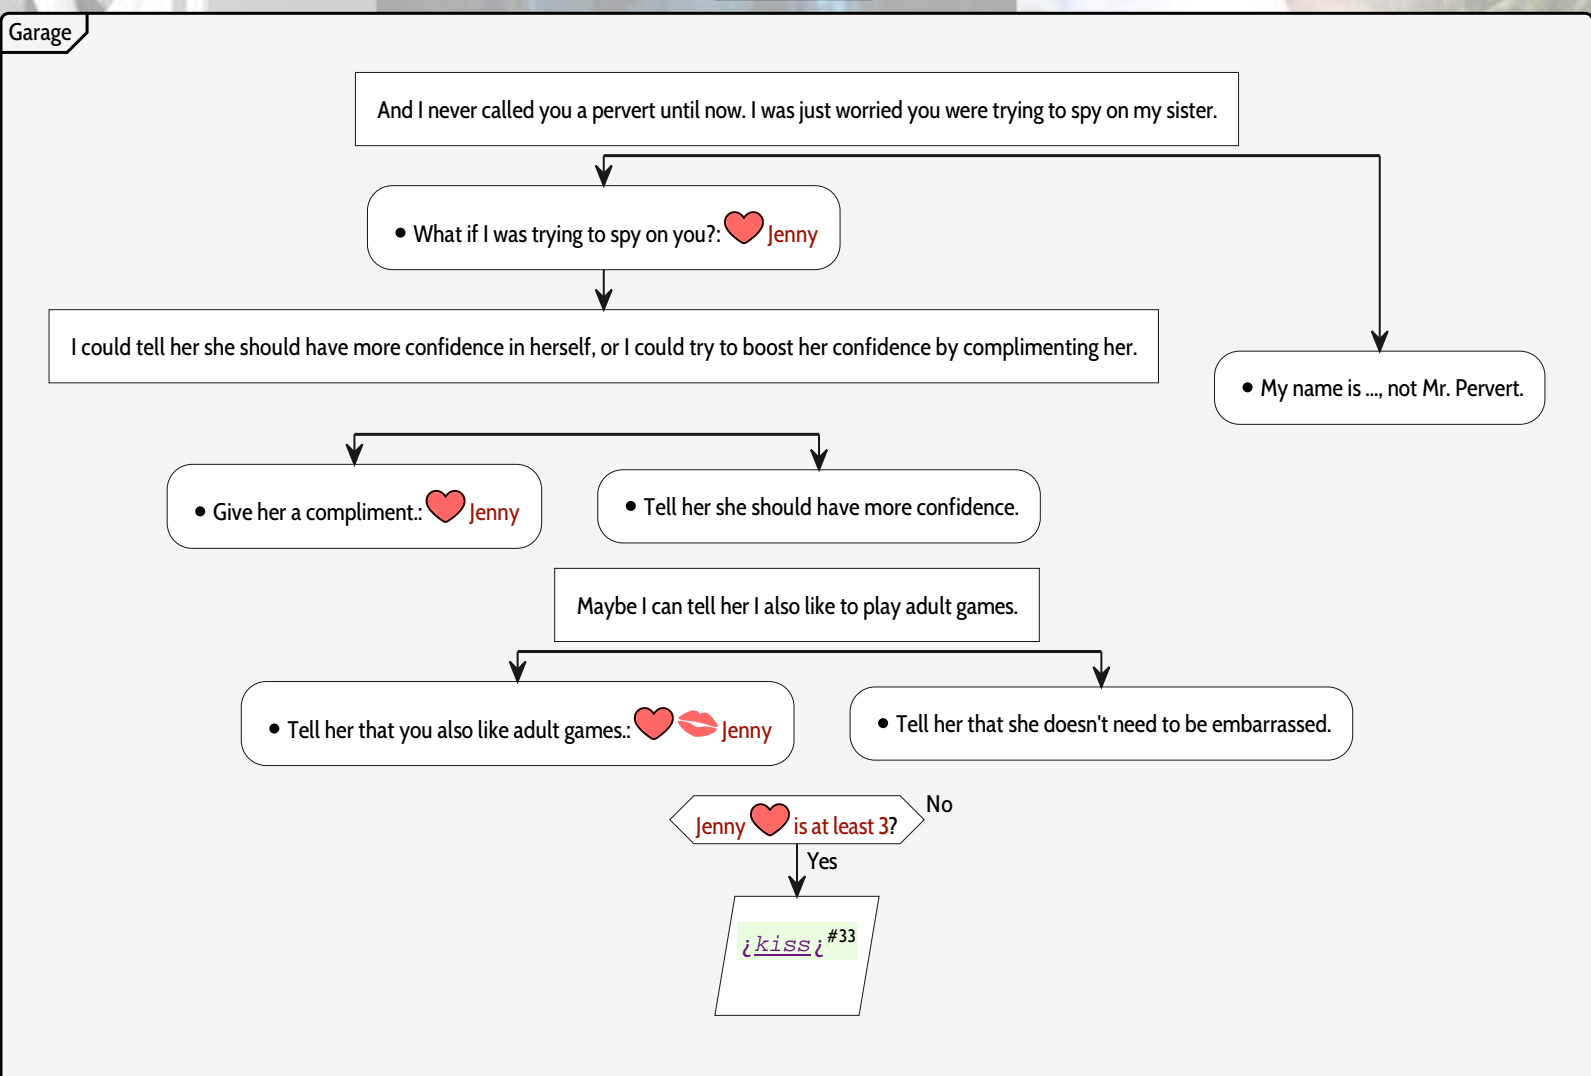 Garage
And I never called you a pervert until now. I was just worried you were trying to spy on my sister.
• What if I was trying to spy on you?: Jenny
I could tell her she should have more confidence in herself, or I could try to boost her confidence by complimenting her.
• My name is ..., not Mr. Pervert.
• Give her a compliment.: Jenny
• Tell her she should have more confidence.
Maybe I can tell her I also like to play adult games.
• Tell her that you also like adult games.: Jenny
• Tell her that she doesn't need to be embarrassed.
Jenny is at least 3?
No
Yes
¿kiss¿#33